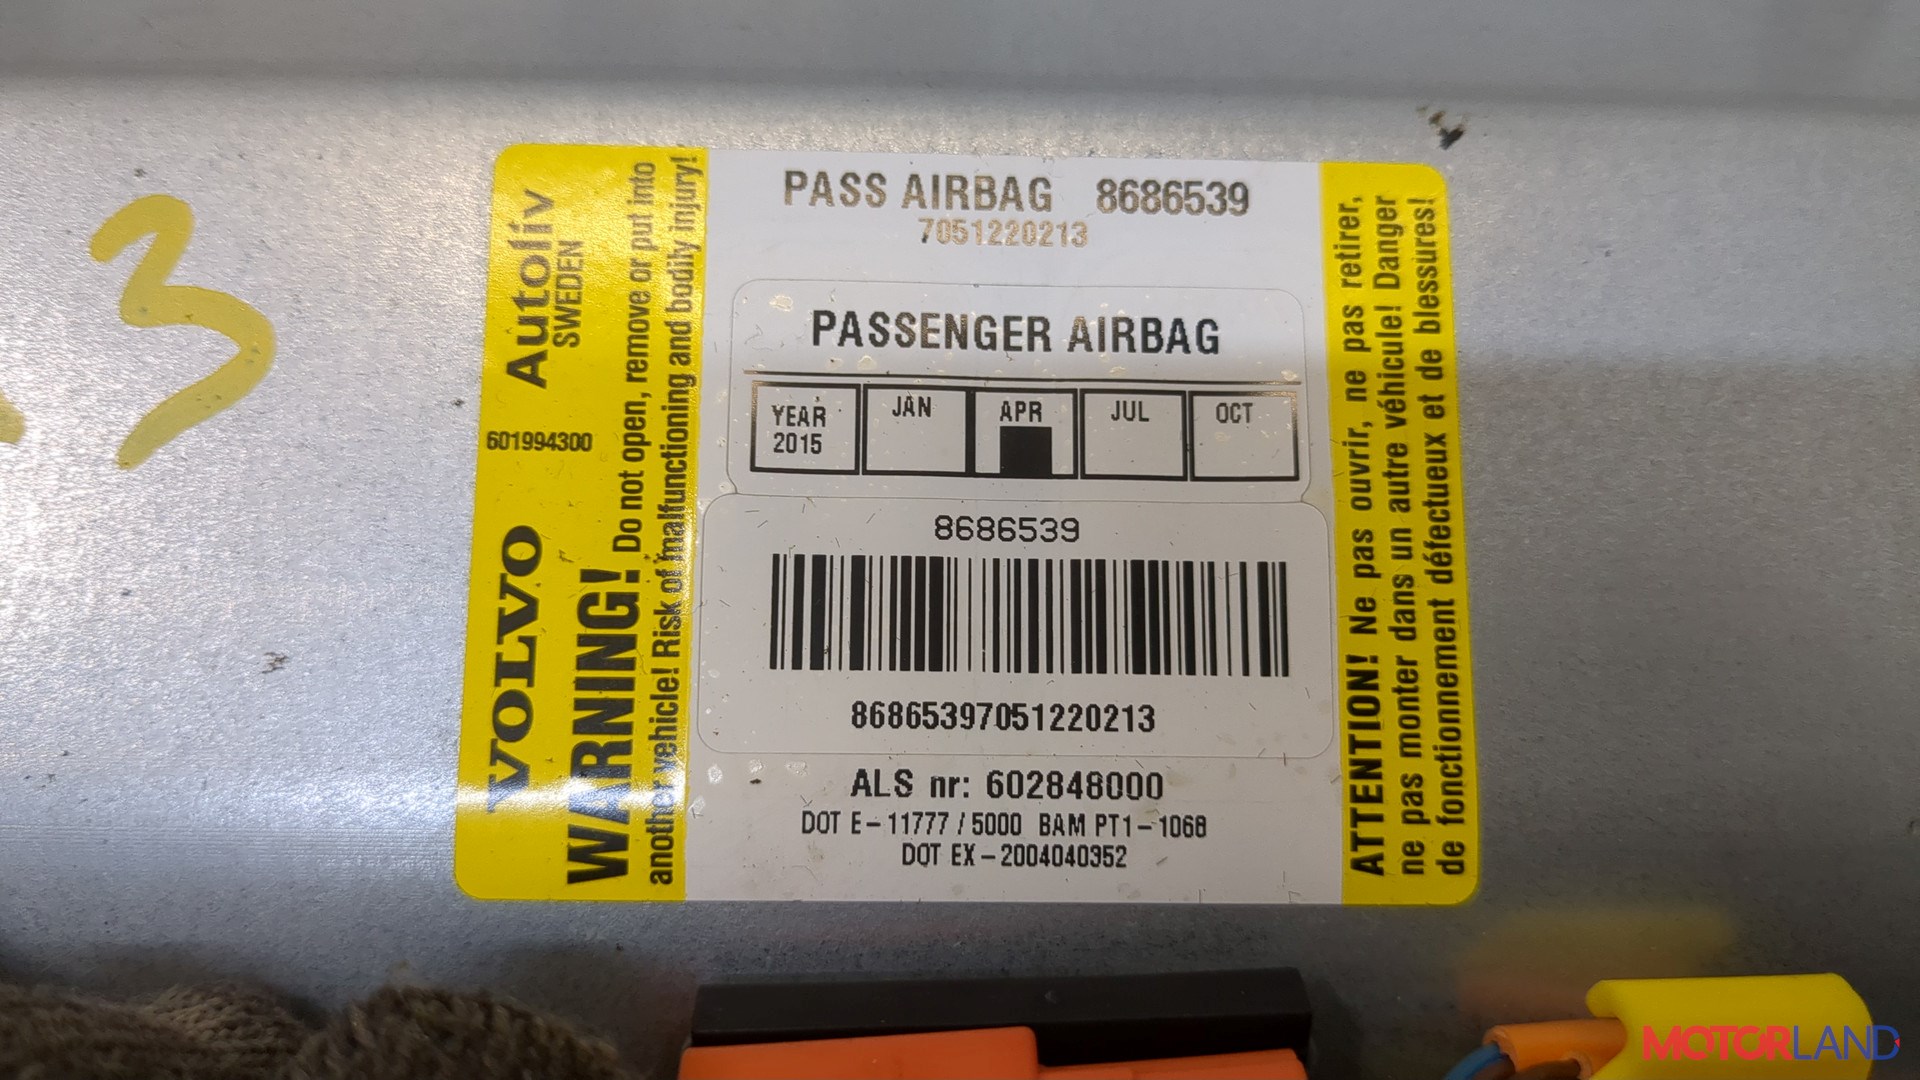 3
VOLVO 601994300 Autoliv
SWEDEN
WARNING! Do not open, remove or put into
another vehicle! Risk of malfunctioning and bodily injury!
PASS AIRBAG 8686539
7051220213
PASSENGER AIRBAG
YEAR 2015 JAN APR JUL OCT
8686539
86865397051220213
ALS nr: 602848000
DOT E-11777 / 5000 BAM PT1-1068
DOT EX-2004040352
ATTENTION! Ne pas ouvrir, ne pas retirer,
ne pas monter dans un autre véhicule! Danger
de fonctionnement défectueux et de blessures!
MOTORLAND